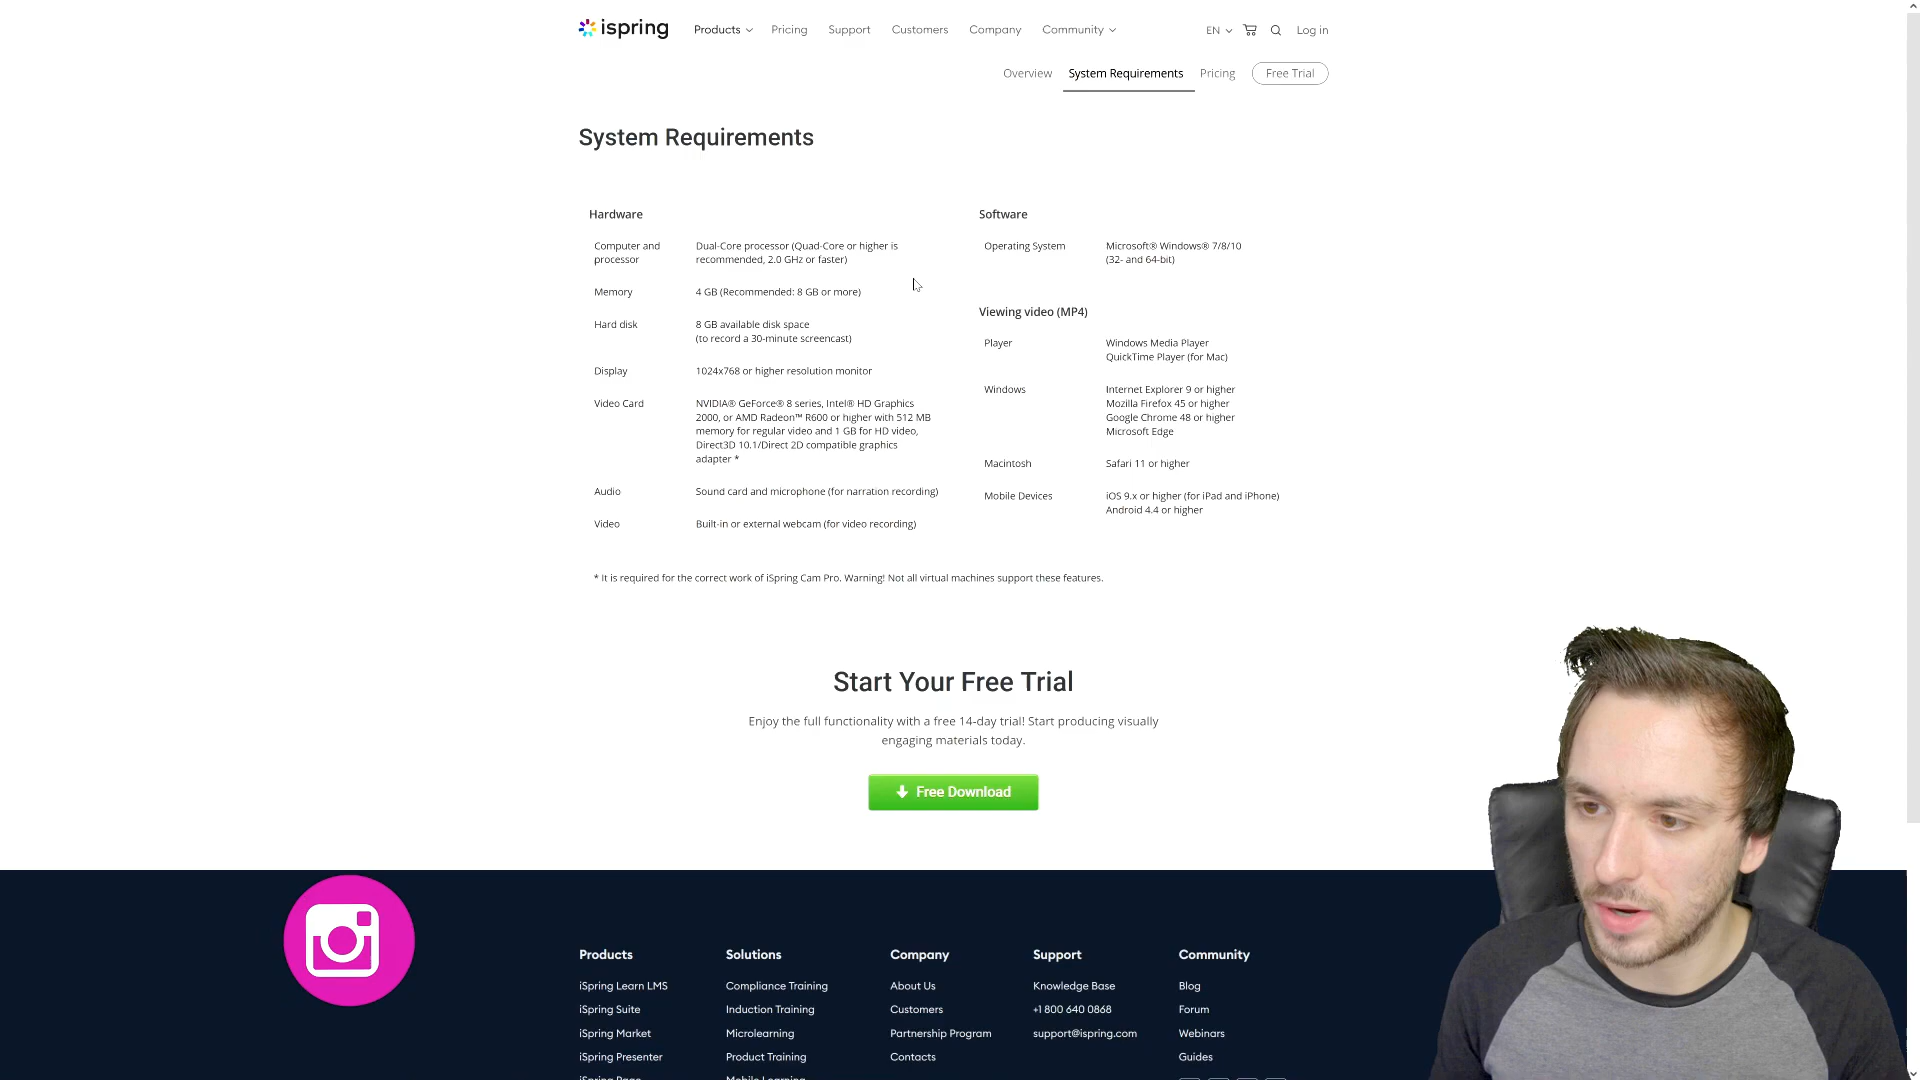 ispring
Products
Pricing
Support
Customers
Company
Community
EN
Log in
Overview
System Requirements
Pricing
Free Trial
System Requirements
Hardware
Computer and processor
Dual-Core processor (Quad-Core or higher is
recommended, 2.0 GHz or faster)
Memory
4 GB (Recommended: 8 GB or more)
Hard disk
8 GB available disk space
(to record a 30-minute screencast)
Display
1024x768 or higher resolution monitor
Video Card
NVIDIA® GeForce® 8 series, Intel® HD Graphics
2000, or AMD Radeon™ R600 or higher with 512 MB
memory for regular video and 1 GB for HD video,
Direct3D 10.1/Direct 2D compatible graphics
adapter *
Audio
Sound card and microphone (for narration recording)
Video
Built-in or external webcam (for video recording)
Software
Operating System
Microsoft® Windows® 7/8/10
(32- and 64-bit)
Viewing video (MP4)
Player
Windows Media Player
QuickTime Player (for Mac)
Windows
Internet Explorer 9 or higher
Mozilla Firefox 45 or higher
Google Chrome 48 or higher
Microsoft Edge
Macintosh
Safari 11 or higher
Mobile Devices
iOS 9.x or higher (for iPad and iPhone)
Android 4.4 or higher
* It is required for the correct work of iSpring Cam Pro. Warning! Not all virtual machines support these features.
Start Your Free Trial
Enjoy the full functionality with a free 14-day trial! Start producing visually
engaging materials today.
Free Download
Products
iSpring Learn LMS
iSpring Suite
iSpring Market
iSpring Presenter
Solutions
Compliance Training
Induction Training
Microlearning
Product Training
Mobile Learning
Company
About Us
Customers
Partnership Program
Contacts
Support
Knowledge Base
+1 800 640 0868
support@ispring.com
Community
Blog
Forum
Webinars
Guides